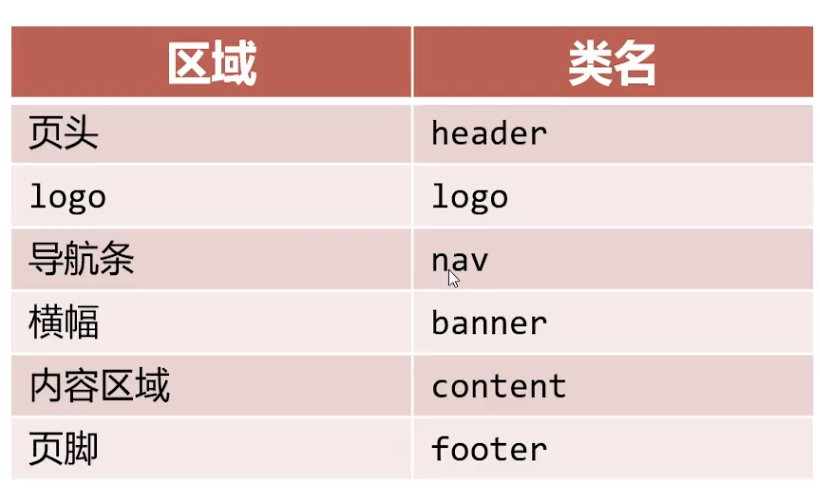 区域 类名
页头 header
logo logo
导航条 nav
横幅 banner
内容区域 content
页脚 footer